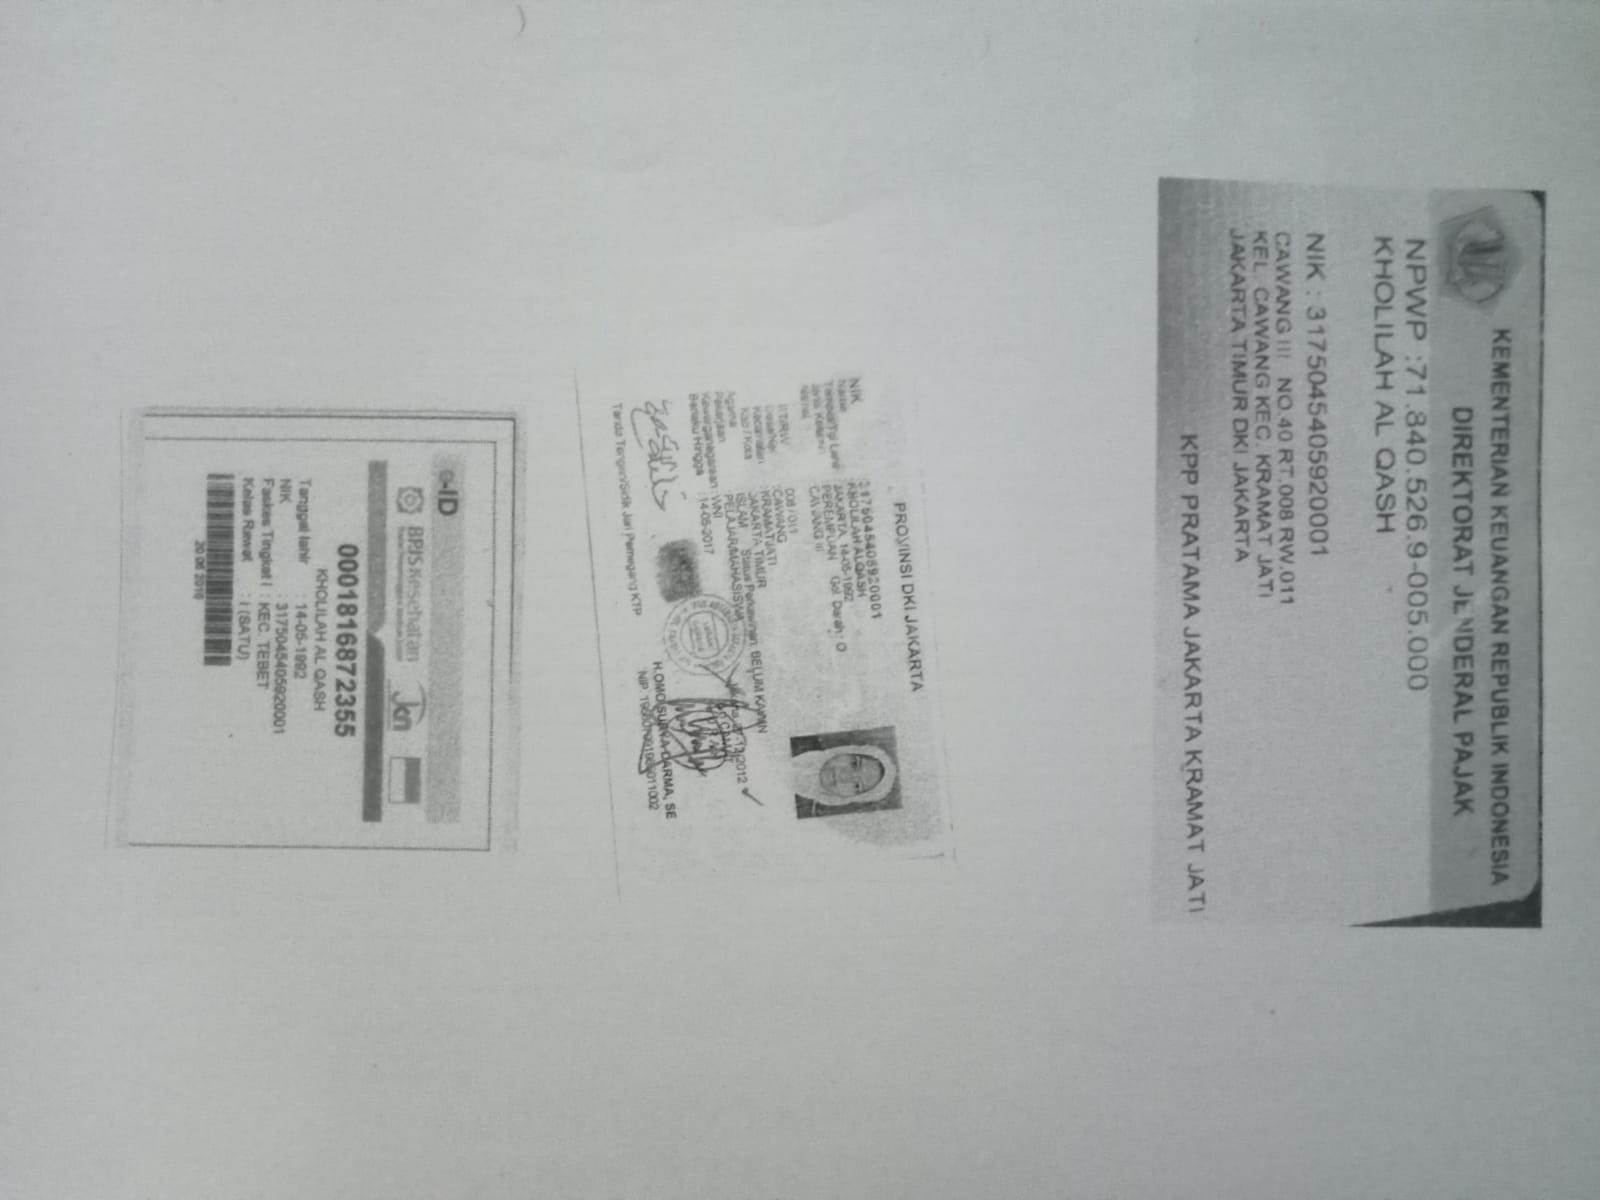 KEMENTERIAN KEUANGAN REPUBLIK INDONESIA
DIREKTORAT JENDERAL PAJAK
NPWP :71.840.526.9-005.000
KHOLILAH AL QASH
NIK : 3175045405920001
CAWANG III NO.40 RT.008 RW.011
KEL. CAWANG KEC. KRAMAT JATI
JAKARTA TIMUR DKI JAKARTA
KPP PRATAMA JAKARTA KRAMAT JATI
PROVINSI DKI JAKARTA
NIK 3175045405920001
Nama :KHOLILAH ALQASH
Tempat/Tgl Lahir :JAKARTA, 14-05-1992
Jenis Kelamin :PEREMPUAN Gol. Darah : O
Alamat :CAWANG III
RT/RW 008 / 011
Desa/Kel :CAWANG
Kecamatan :KRAMATJATI
Kab / Kota JAKARTA TIMUR
Agama ISLAM Status Perkawinan: BELUM KAWIN
Pekerjaan :PELAJAR/MAHASISWA
Kewarganegaraan :WNI
Berlaku Hingga :14-05-2017
Jakarta, 27-12-2012
H.OMO SURYA DARMA, SE
NIP.
Tanda Tangan/Sidik Jari Pemegang KTP
e-ID
BPJS Kesehatan
jkn
0001816872355
KHOLILAH AL QASH
Tanggal lahir : 14-05-1992
NIK : 3175045405920001
Faskes Tingkat I : KEC. TEBET
Kelas Rawat : I (SATU)
20.06.2016